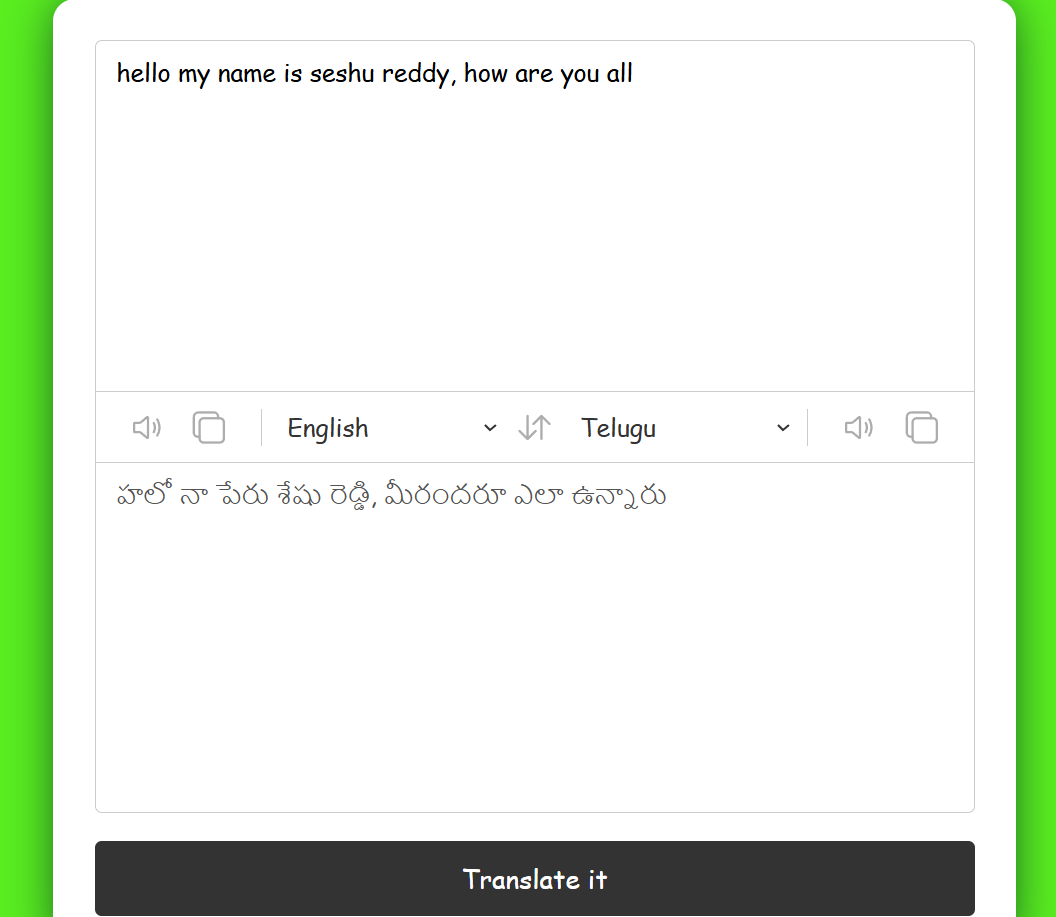 hello my name is seshu reddy, how are you all
English
Telugu
హలో నా పేరు శేషు రెడ్డి, మీరందరూ ఎలా ఉన్నారు
Translate it